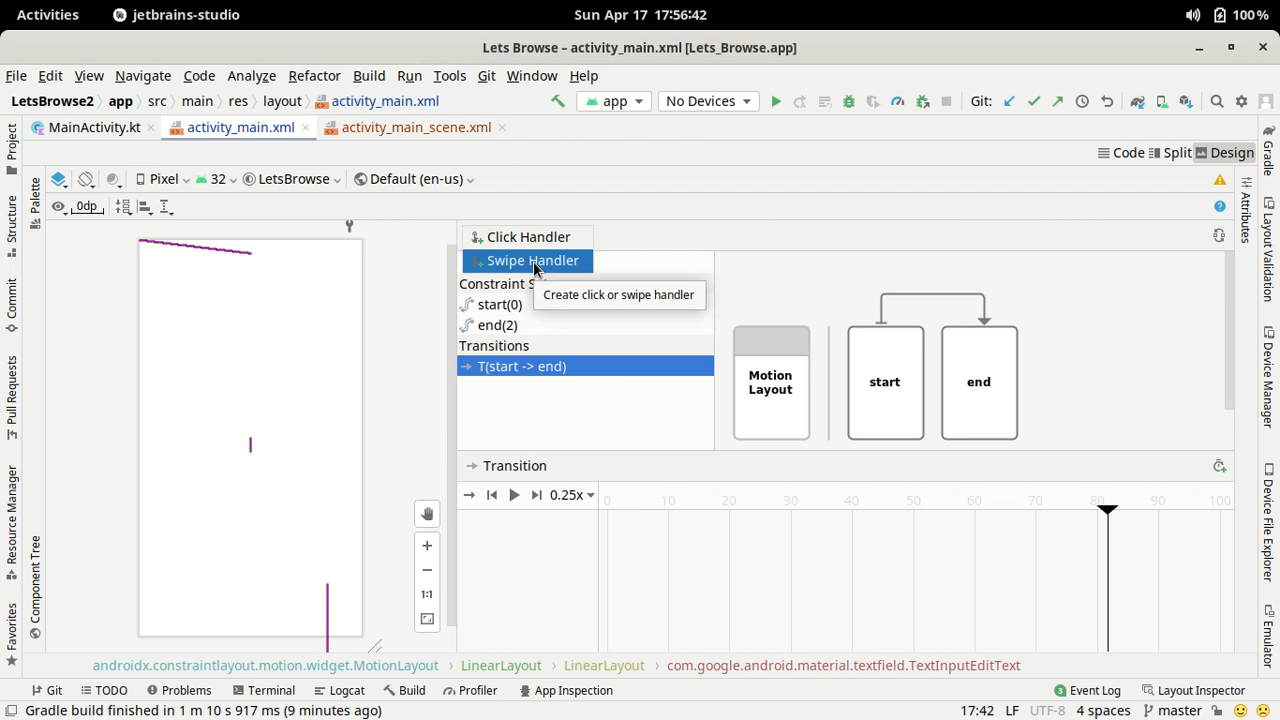 Activities jetbrains-studio Sun Apr 17 17:56:42 100%
Lets Browse – activity_main.xml [Lets_Browse.app]
File Edit View Navigate Code Analyze Refactor Build Run Tools Git Window Help
LetsBrowse2 app src main res layout activity_main.xml app No Devices Git:
MainActivity.kt activity_main.xml activity_main_scene.xml
Code Split Design
Pixel 32 LetsBrowse Default (en-us)
0dp
Click Handler
Swipe Handler
Create click or swipe handler
Constraint S
start(0)
end(2)
Transitions
T(start -> end)
Motion
Layout
start
end
Transition
0.25x 0 10 20 30 40 50 60 70 80 90 100
1:1
Project
Structure
Commit
Pull Requests
Resource Manager
Favorites
Palette
Component Tree
Attributes
Gradle
Layout Validation
Device Manager
Device File Explorer
Emulator
androidx.constraintlayout.motion.widget.MotionLayout LinearLayout LinearLayout com.google.android.material.textfield.TextInputEditText
Git TODO Problems Terminal Logcat Build Profiler App Inspection Event Log 3 Layout Inspector
Gradle build finished in 1 m 10 s 917 ms (9 minutes ago) 17:42 LF UTF-8 4 spaces master